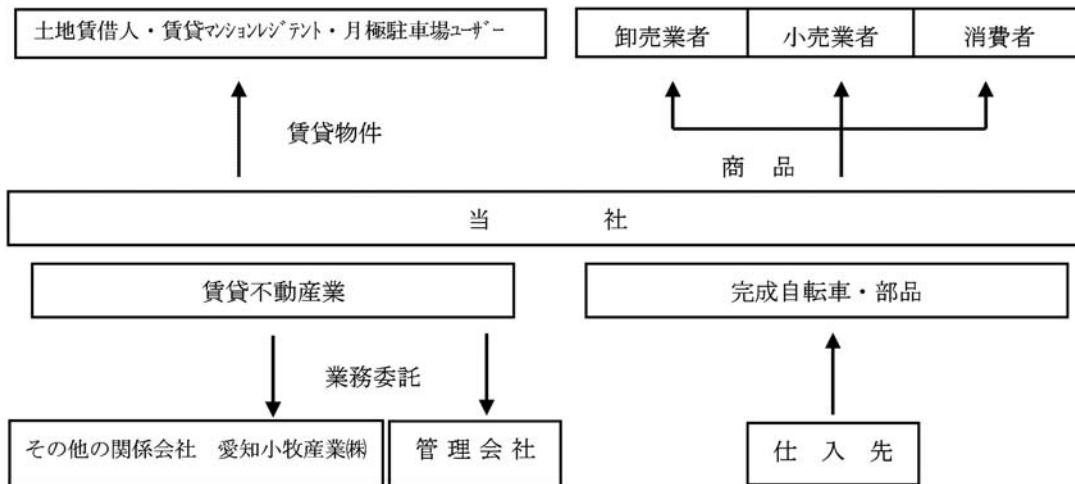 土地賃借人・賃貸ﾏﾝｼｮﾝﾚｼﾞﾃﾞﾝﾄ・月極駐車場ﾕｰｻﾞｰ
卸売業者 小売業者 消費者
賃貸物件
商 品
当 社
賃貸不動産業 完成自転車・部品
業務委託
その他の関係会社 愛知小牧産業㈱ 管 理 会 社 仕 入 先